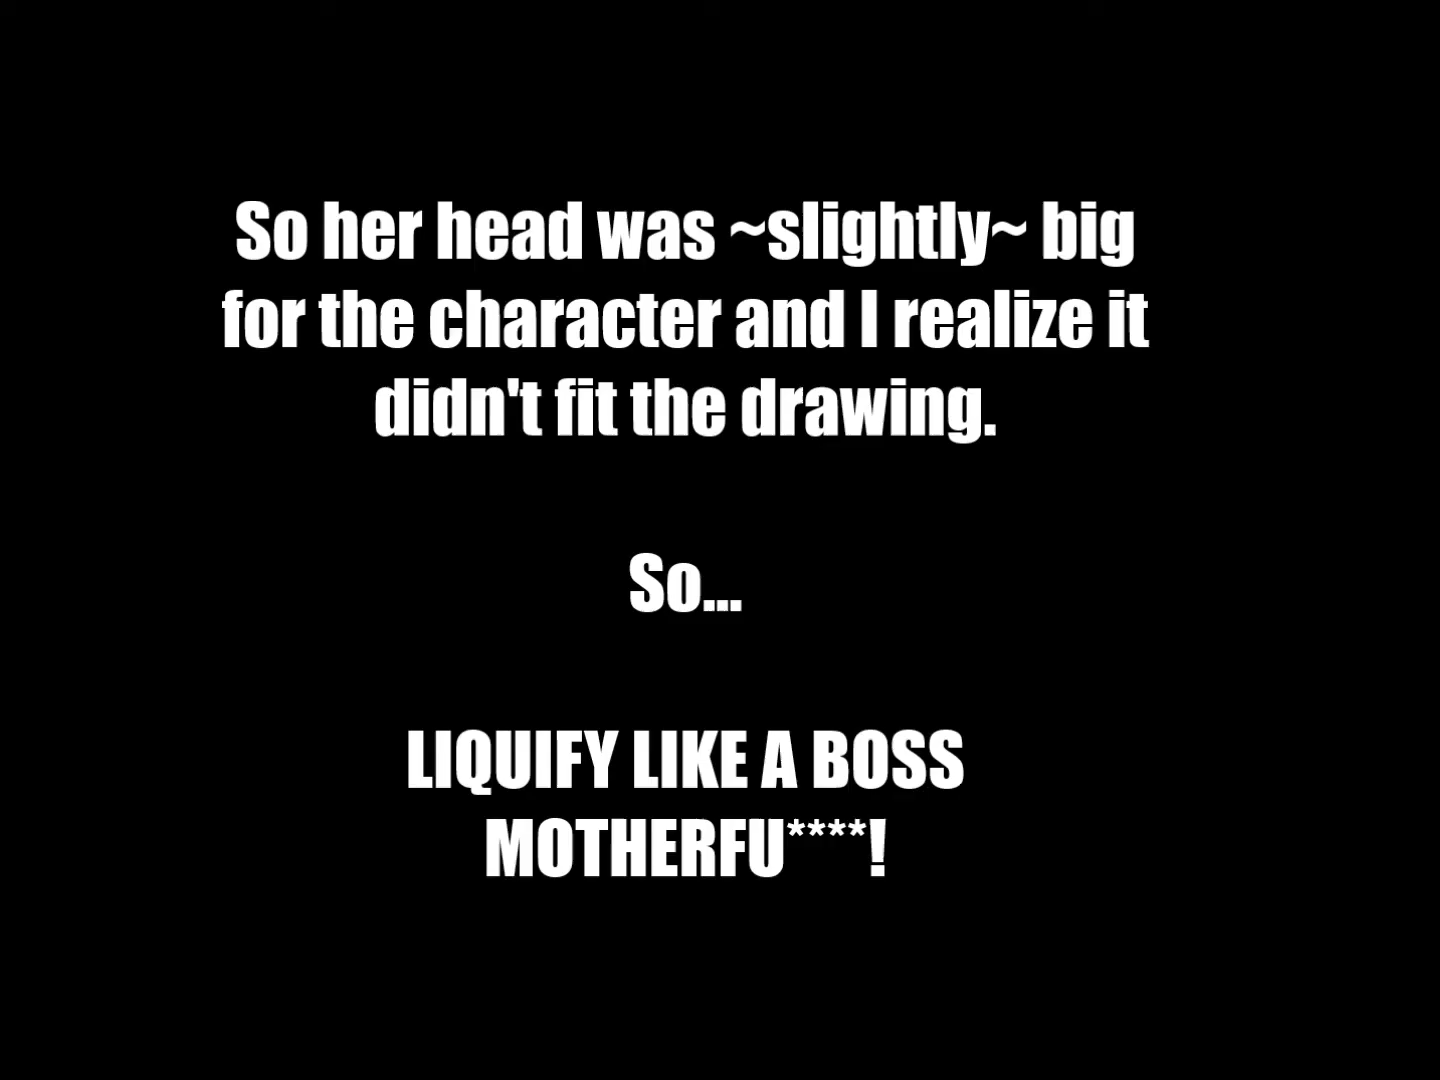 So her head was ~slightly~ big
for the character and I realize it
didn't fit the drawing.
So...
LIQUIFY LIKE A BOSS
MOTHERFU****!